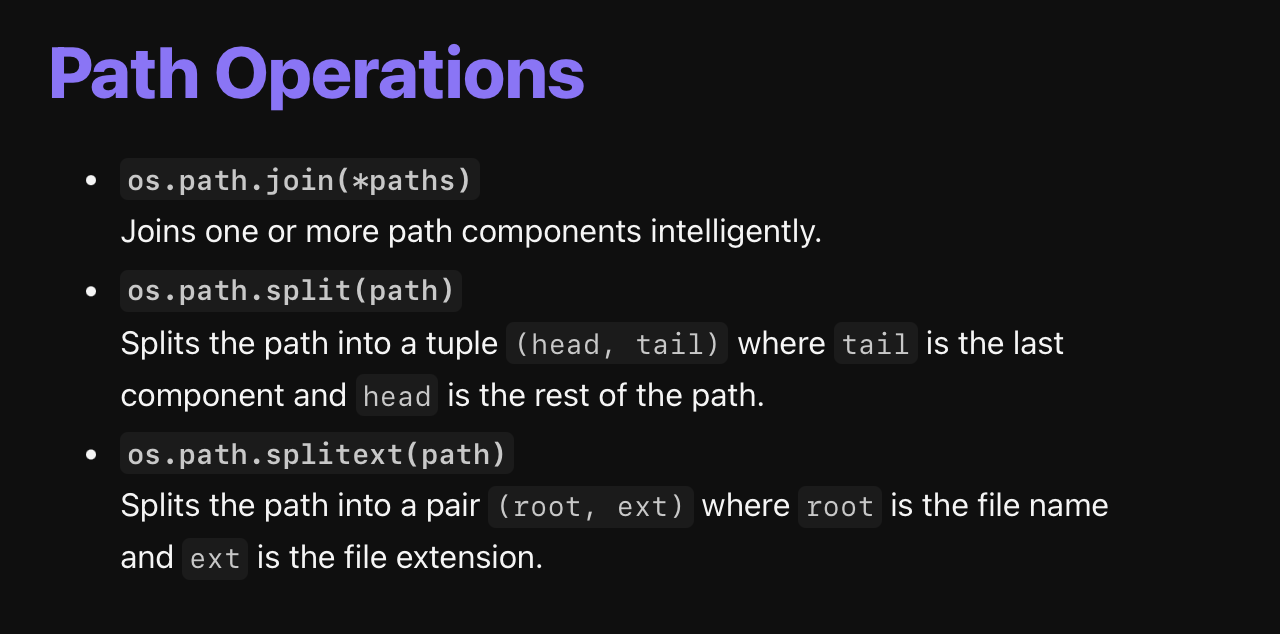 Path Operations
os.path.join(*paths)
Joins one or more path components intelligently.
os.path.split(path)
Splits the path into a tuple (head, tail) where tail is the last
component and head is the rest of the path.
os.path.splitext(path)
Splits the path into a pair (root, ext) where root is the file name
and ext is the file extension.